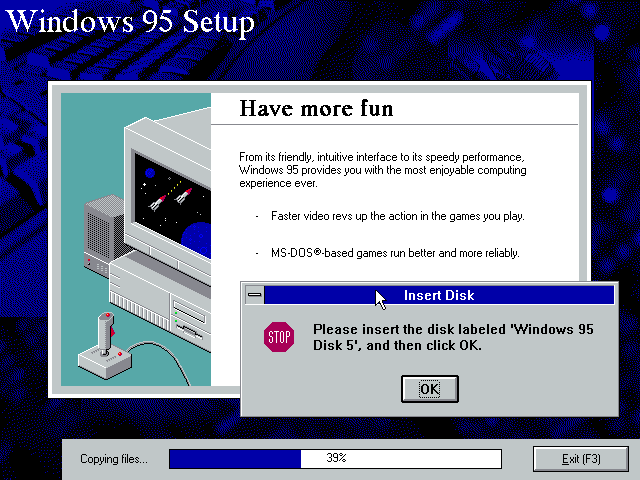 Windows 95 Setup
Have more fun
From its friendly, intuitive interface to its speedy performance,
Windows 95 provides you with the most enjoyable computing
experience ever.
- Faster video revs up the action in the games you play.
- MS-DOS®-based games run better and more reliably.
Insert Disk
STOP
Please insert the disk labeled 'Windows 95
Disk 5', and then click OK.
OK
Copying files... 39% Exit (F3)